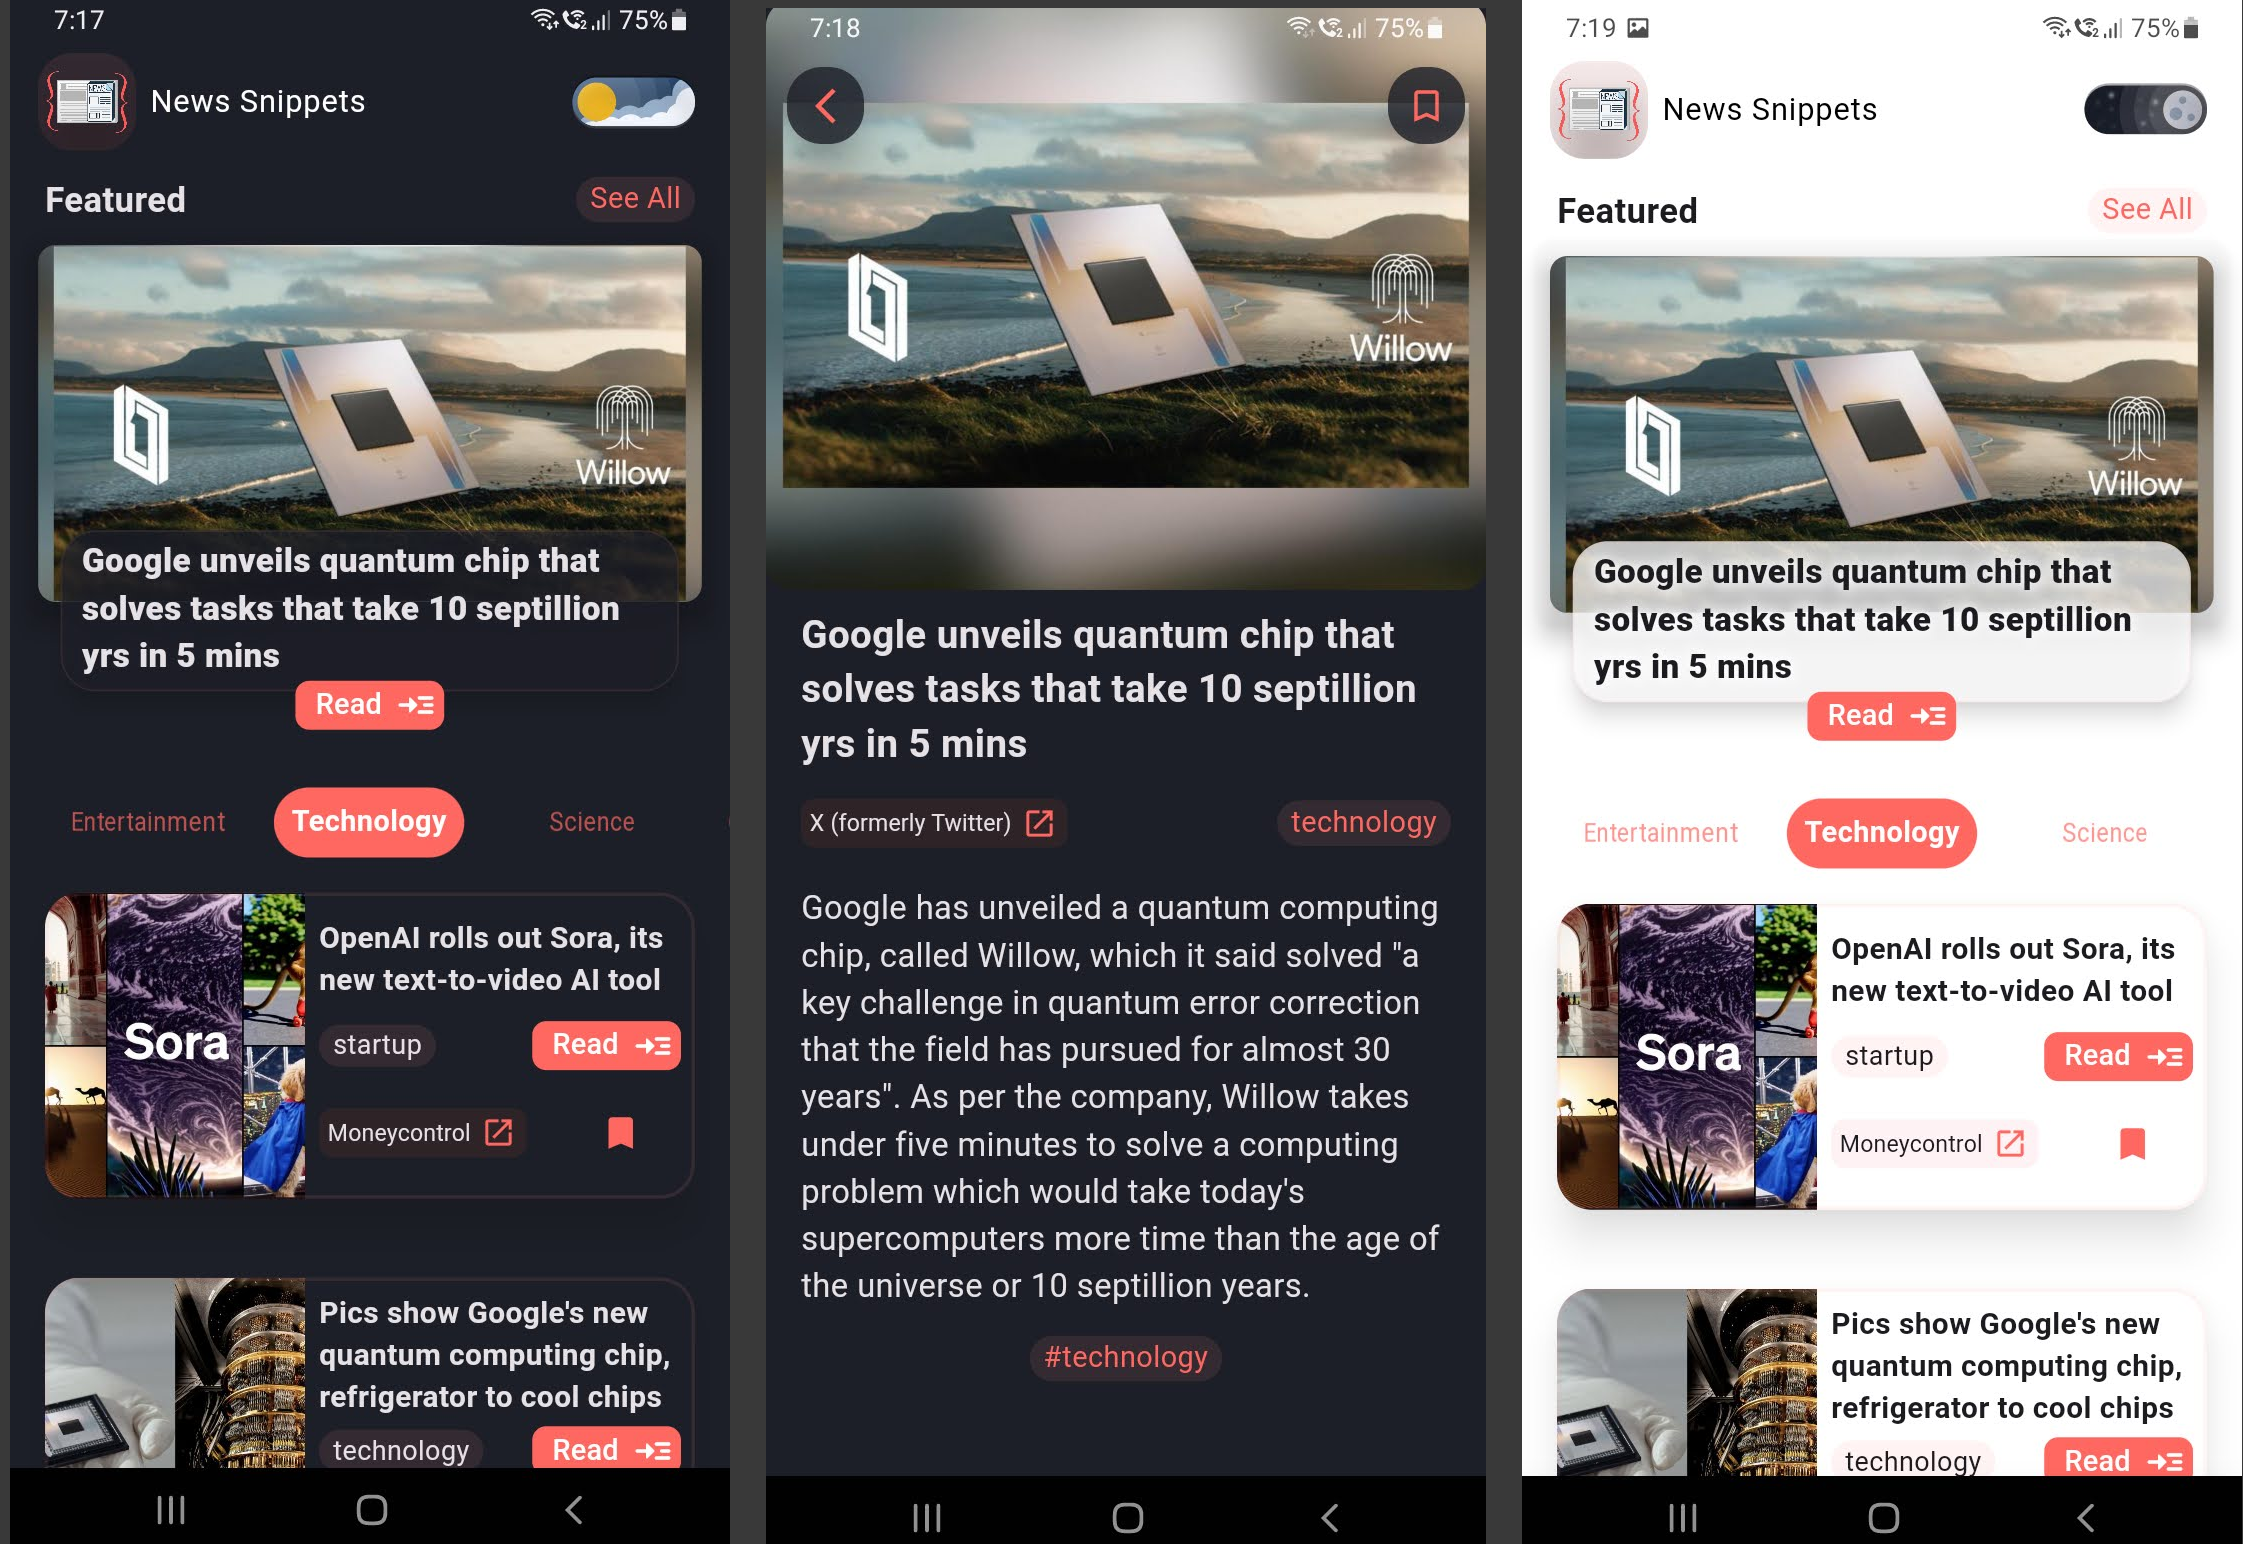 7:17
2
75%
NEWS
News Snippets
Featured
See All
Willow
Google unveils quantum chip that
solves tasks that take 10 septillion
yrs in 5 mins
Read
Entertainment
Technology
Science
OpenAI rolls out Sora, its
new text-to-video AI tool
Sora
startup
Read
Moneycontrol
Pics show Google's new
quantum computing chip,
refrigerator to cool chips
technology
Read
7:18
2
75%
Willow
Google unveils quantum chip that
solves tasks that take 10 septillion
yrs in 5 mins
X (formerly Twitter)
technology
Google has unveiled a quantum computing
chip, called Willow, which it said solved "a
key challenge in quantum error correction
that the field has pursued for almost 30
years". As per the company, Willow takes
under five minutes to solve a computing
problem which would take today's
supercomputers more time than the age of
the universe or 10 septillion years.
#technology
7:19
2
75%
NEWS
News Snippets
Featured
See All
Willow
Google unveils quantum chip that
solves tasks that take 10 septillion
yrs in 5 mins
Read
Entertainment
Technology
Science
OpenAI rolls out Sora, its
new text-to-video AI tool
Sora
startup
Read
Moneycontrol
Pics show Google's new
quantum computing chip,
refrigerator to cool chips
technology
Read